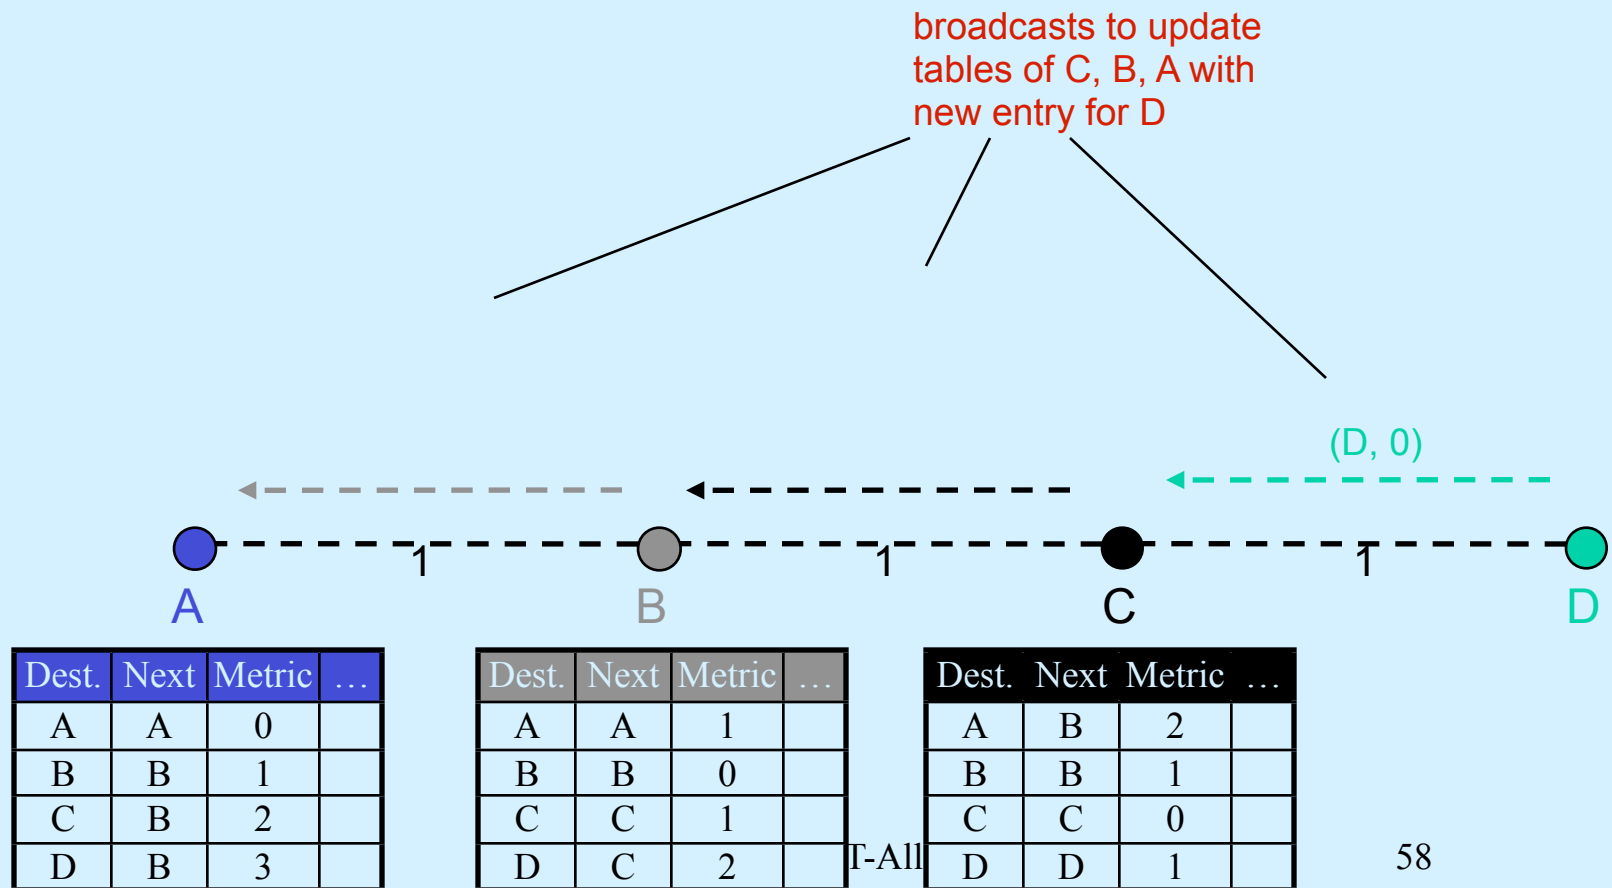 broadcasts to update
tables of C, B, A with
new entry for D
(D, 0)
1 1 1
A B C D
Dest. Next Metric … Dest. Next Metric … Dest. Next Metric …
A A 0 A A 1 A B 2
B B 1 B B 0 B B 1
C B 2 C C 1 C C 0
D B 3 D C 2 T-All D D 1 58